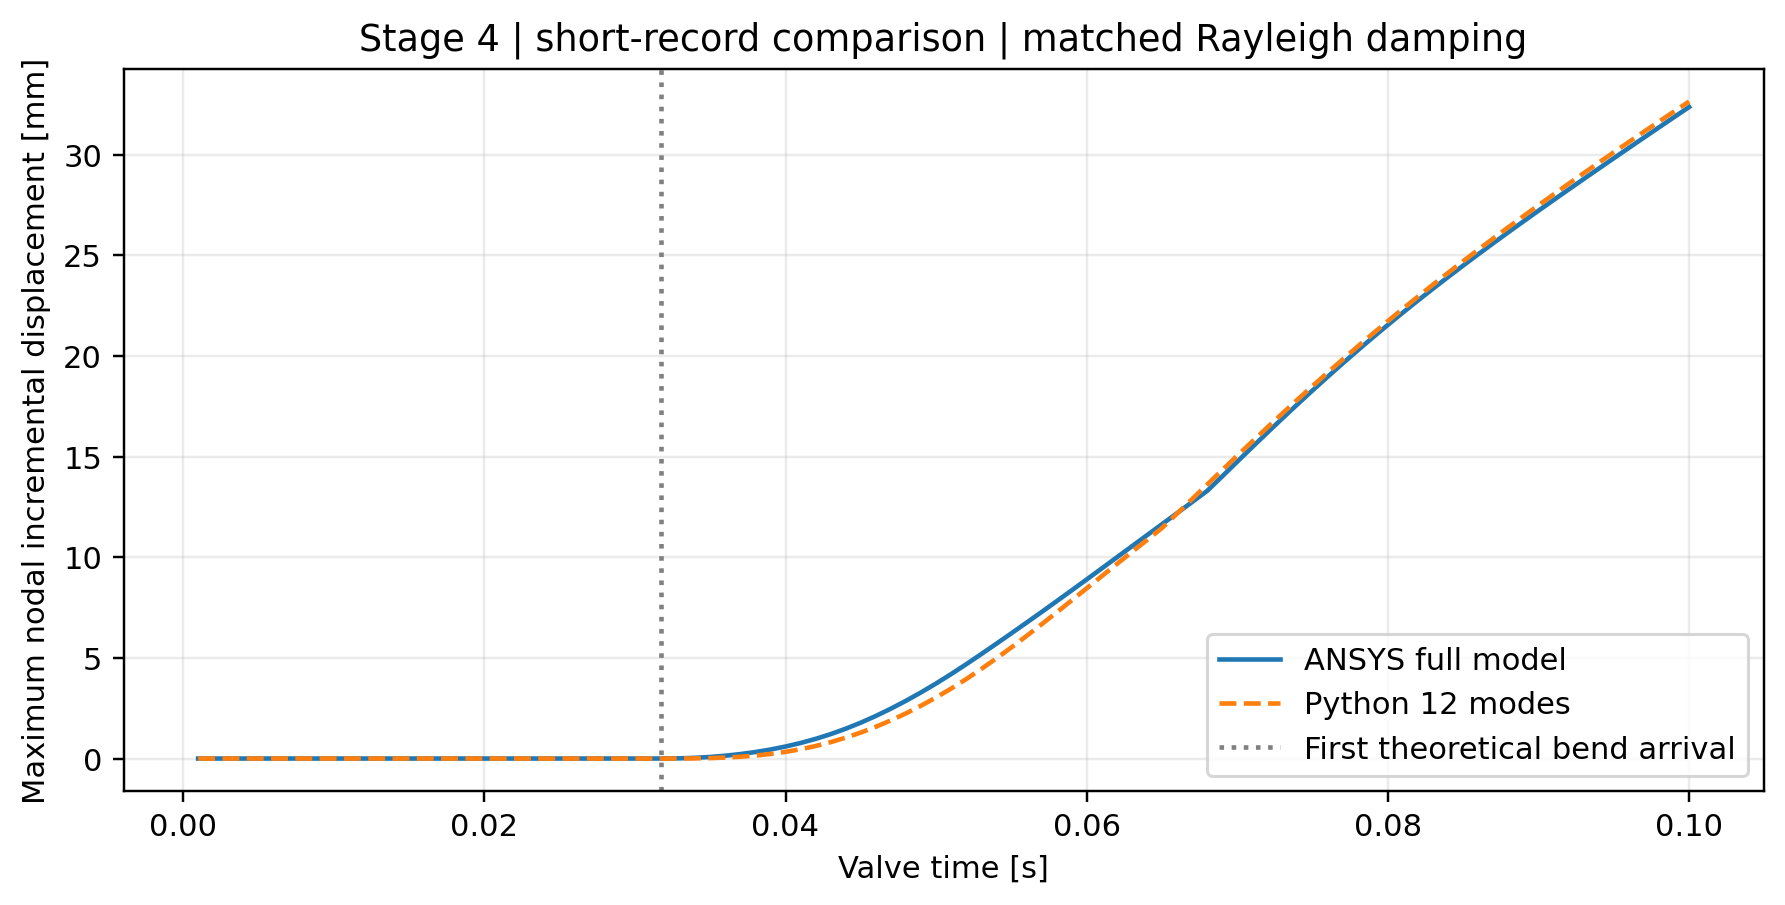 Stage 4 | short-record comparison | matched Rayleigh damping
Maximum nodal incremental displacement [mm]
30
25
20
15
10
5
0
0.00 0.02 0.04 0.06 0.08 0.10
Valve time [s]
ANSYS full model
Python 12 modes
First theoretical bend arrival